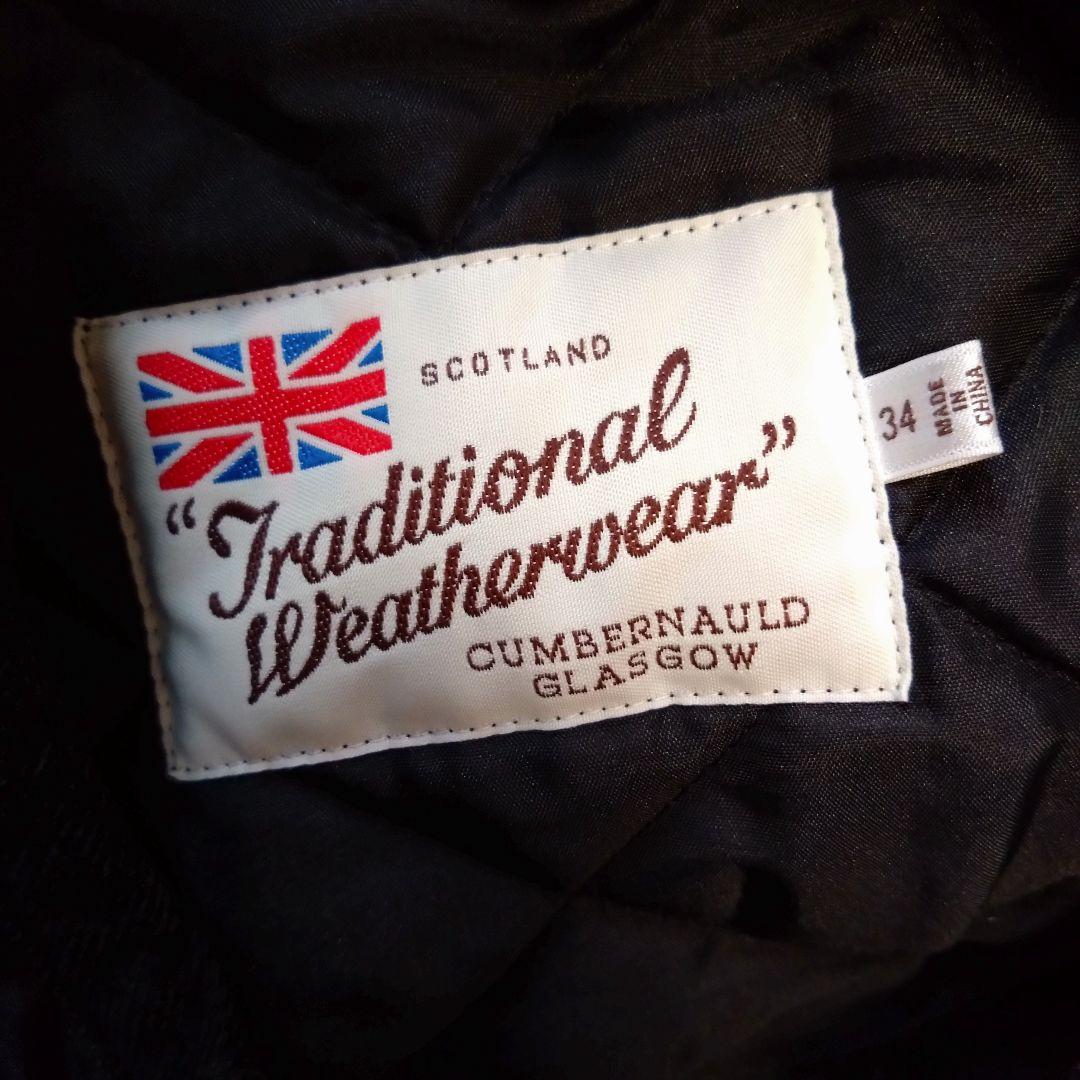 SCOTLAND
“Traditional
Weatherwear”
CUMBERNAULD
GLASGOW
34
MADE
IN
CHINA